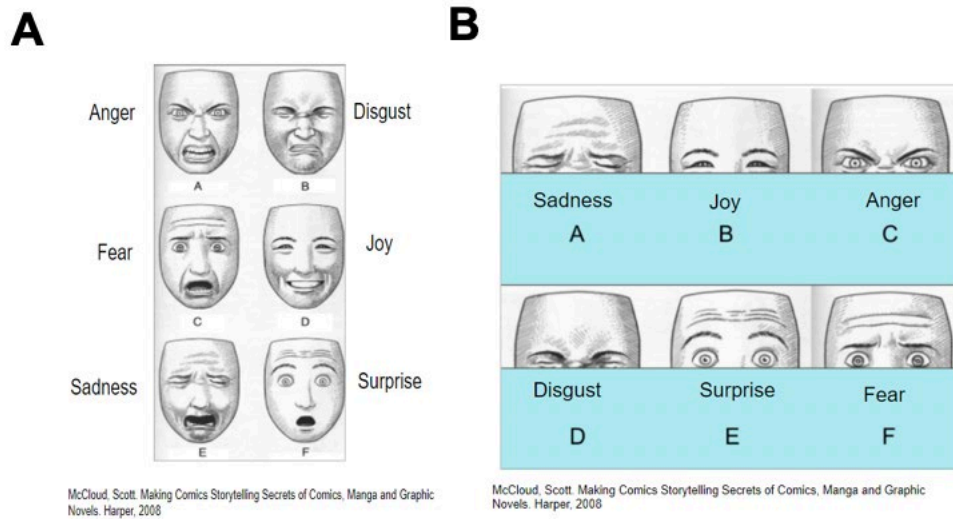 A
B
Anger
Disgust
A
B
Fear
Joy
C
D
Sadness
Surprise
E
F
McCloud, Scott. Making Comics Storytelling Secrets of Comics, Manga and Graphic
Novels. Harper, 2008
Sadness
Joy
Anger
A
B
C
Disgust
Surprise
Fear
D
E
F
McCloud, Scott. Making Comics Storytelling Secrets of Comics, Manga and Graphic
Novels. Harper, 2008